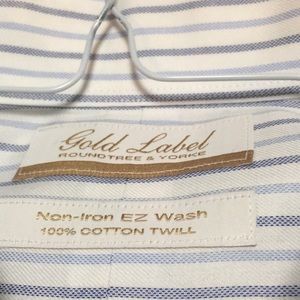 Gold Label
ROUNDTREE & YORKE
Non-Iron EZ Wash
100% COTTON TWILL